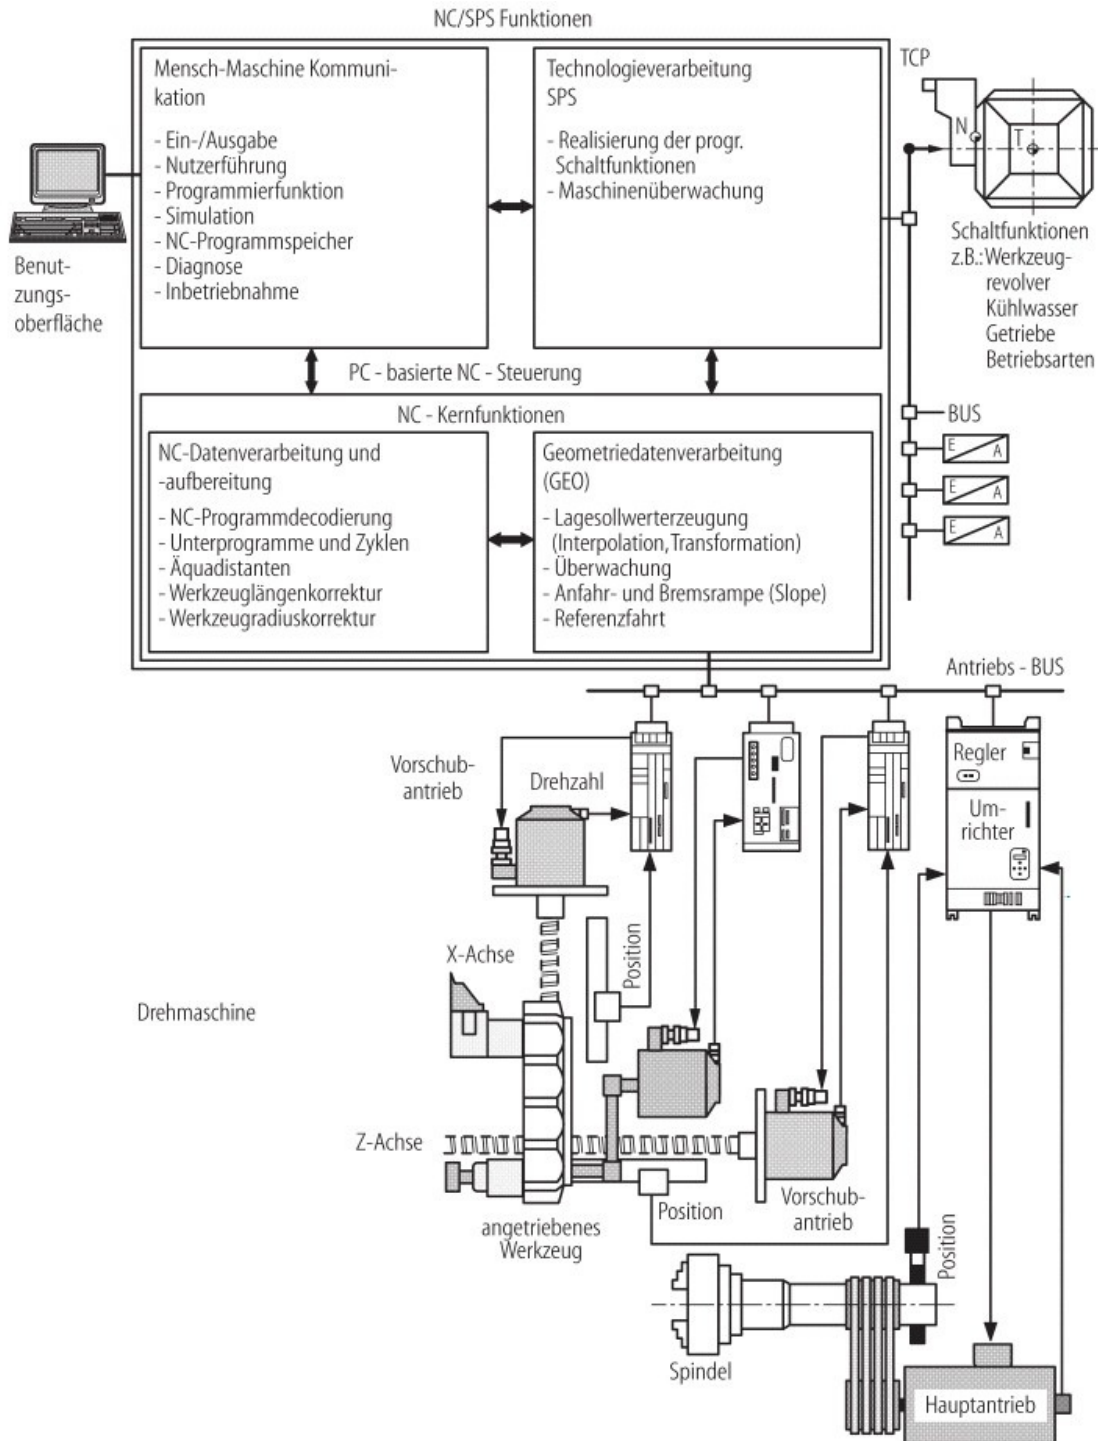 NC/SPS Funktionen
Mensch-Maschine Kommuni-
kation
- Ein-/Ausgabe
- Nutzerführung
- Programmierfunktion
- Simulation
- NC-Programmspeicher
- Diagnose
- Inbetriebnahme
Technologieverarbeitung
SPS
- Realisierung der progr.
Schaltfunktionen
- Maschinenüberwachung
TCP
N
T
Benut-
zungs-
oberfläche
Schaltfunktionen
z.B.: Werkzeug-
revolver
Kühlwasser
Getriebe
Betriebsarten
PC - basierte NC - Steuerung
NC - Kernfunktionen
BUS
E
A
E
A
E
A
NC-Datenverarbeitung und
-aufbereitung
- NC-Programmdecodierung
- Unterprogramme und Zyklen
- Äquadistanten
- Werkzeuglängenkorrektur
- Werkzeugradiuskorrektur
Geometriedatenverarbeitung
(GEO)
- Lagesollwerterzeugung
(Interpolation, Transformation)
- Überwachung
- Anfahr- und Bremsrampe (Slope)
- Referenzfahrt
Antriebs - BUS
Vorschub-
antrieb
Drehzahl
Regler
Um-
richter
X-Achse
Position
Drehmaschine
Z-Achse
angetriebenes
Werkzeug
Position
Vorschub-
antrieb
Position
Spindel
Hauptantrieb